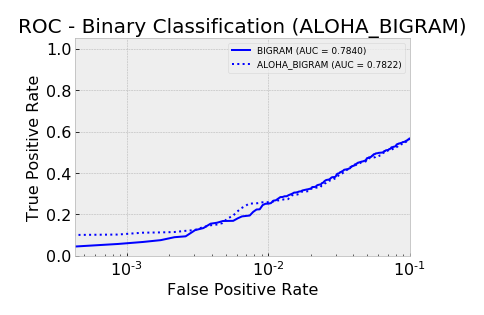 ROC - Binary Classification (ALOHA_BIGRAM)
BIGRAM (AUC = 0.7840)
ALOHA_BIGRAM (AUC = 0.7822)
True Positive Rate
1.0
0.8
0.6
0.4
0.2
0.0
10⁻³ 10⁻² 10⁻¹
False Positive Rate